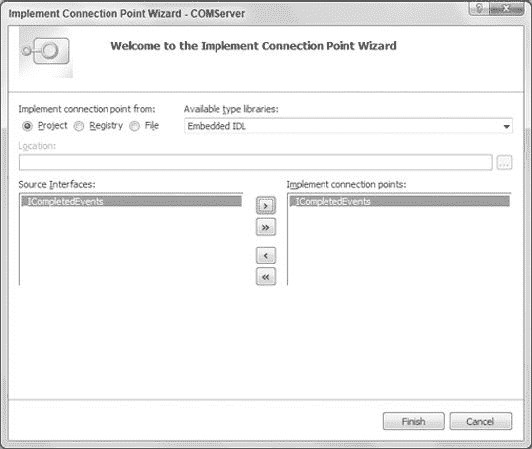 Implement Connection Point Wizard - COMServer
Welcome to the Implement Connection Point Wizard
Implement connection point from:
Available type libraries:
Project
Registry
File
Embedded IDL
Location:
...
Source Interfaces:
Implement connection points:
_ICompletedEvents
_ICompletedEvents
>
>>
<
<<
Finish
Cancel